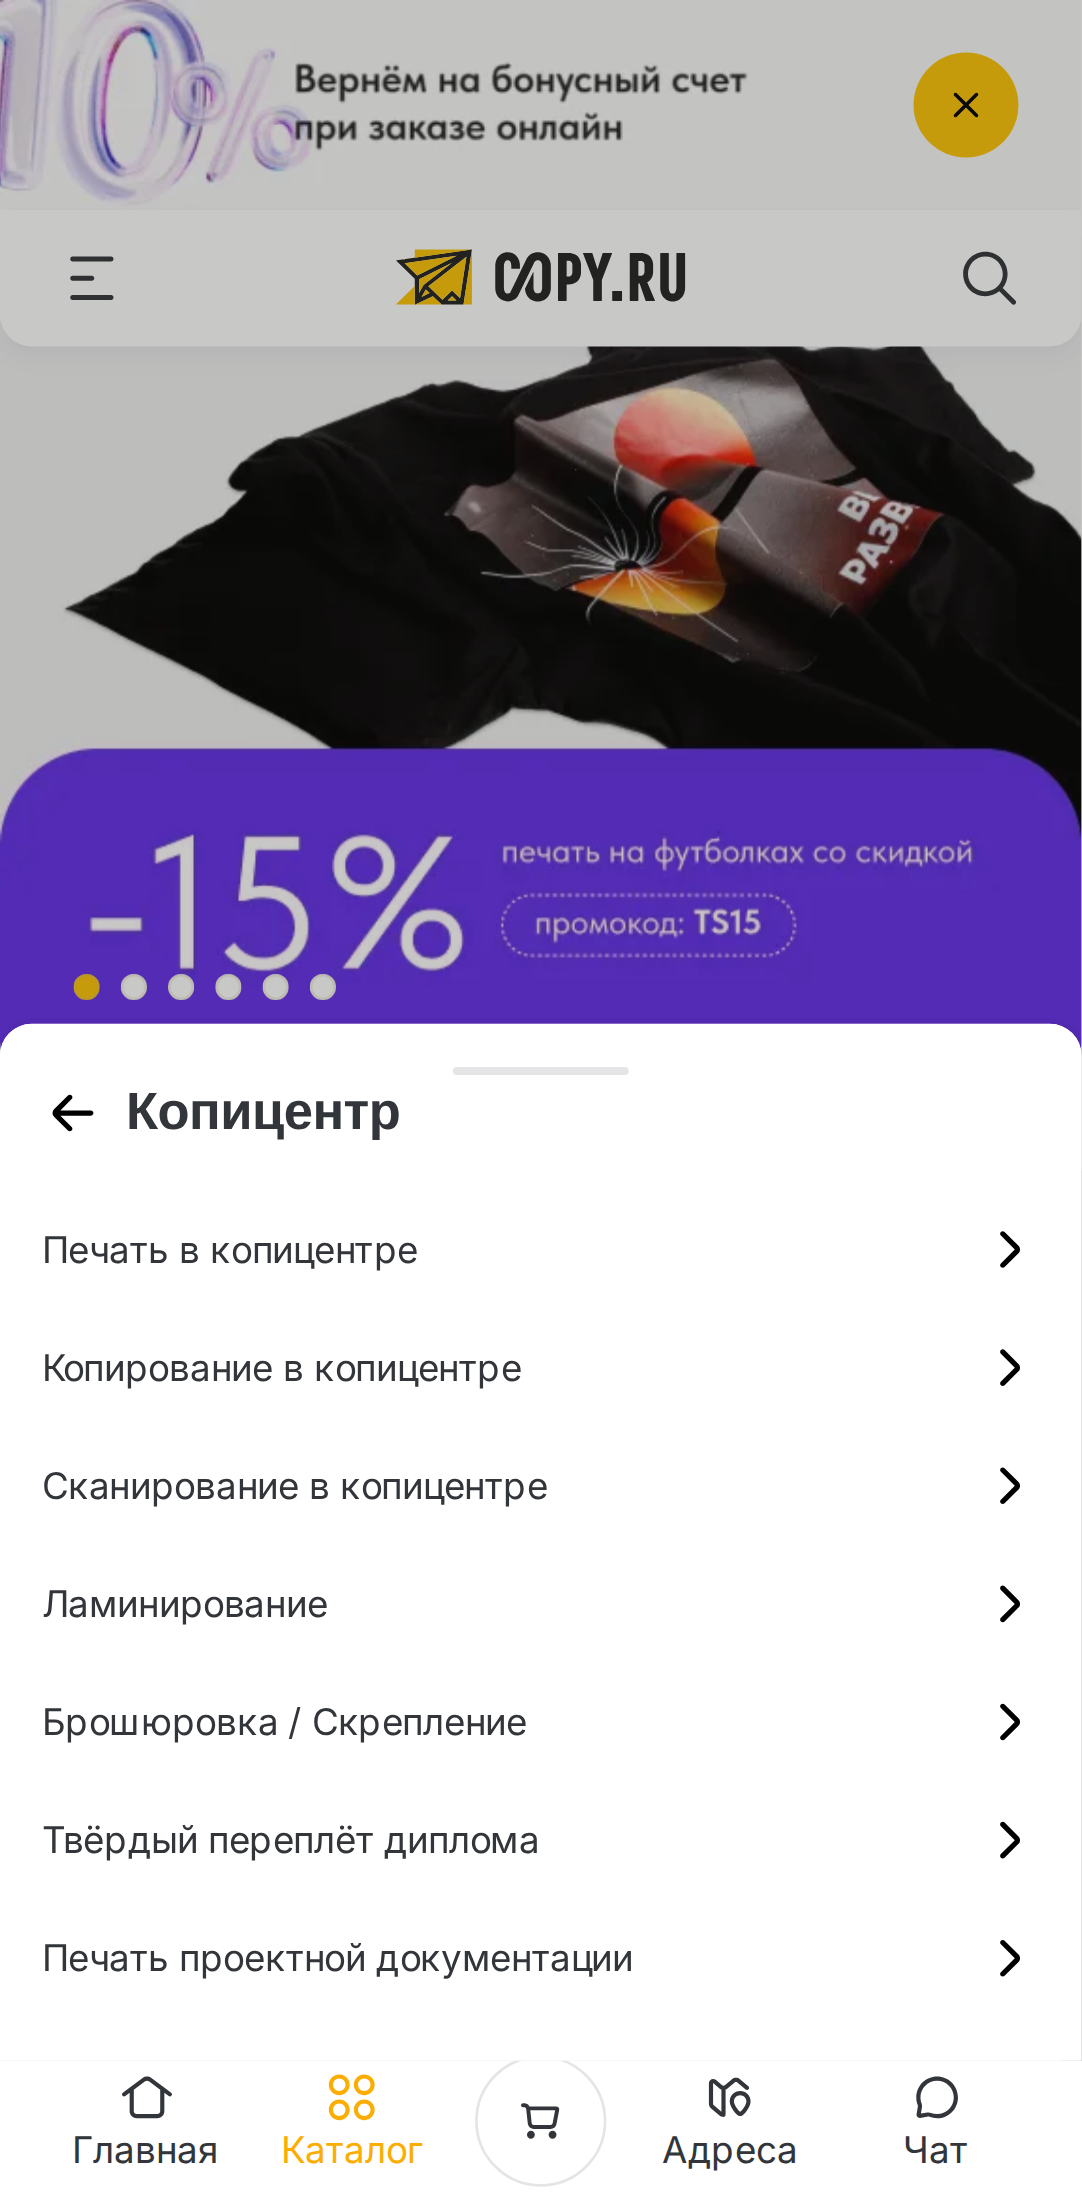 10%
Вернём на бонусный счет
при заказе онлайн
COPY.RU
РАЗВ
-15%
печать на футболках со скидкой
промокод: TS15
Копицентр
Печать в копицентре
Копирование в копицентре
Сканирование в копицентре
Ламинирование
Брошюровка / Скрепление
Твёрдый переплёт диплома
Печать проектной документации
Главная
Каталог
Адреса
Чат